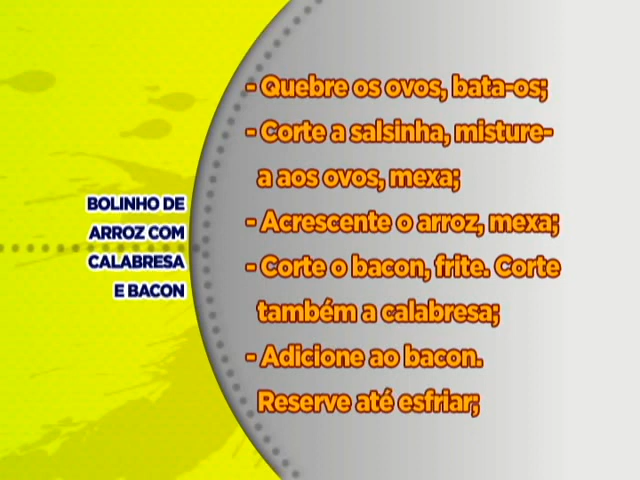 BOLINHO DE
ARROZ COM
CALABRESA
E BACON
- Quebre os ovos, bata-os;
- Corte a salsinha, misture-
a aos ovos, mexa;
- Acrescente o arroz, mexa;
- Corte o bacon, frite. Corte
também a calabresa;
- Adicione ao bacon.
Reserve até esfriar;